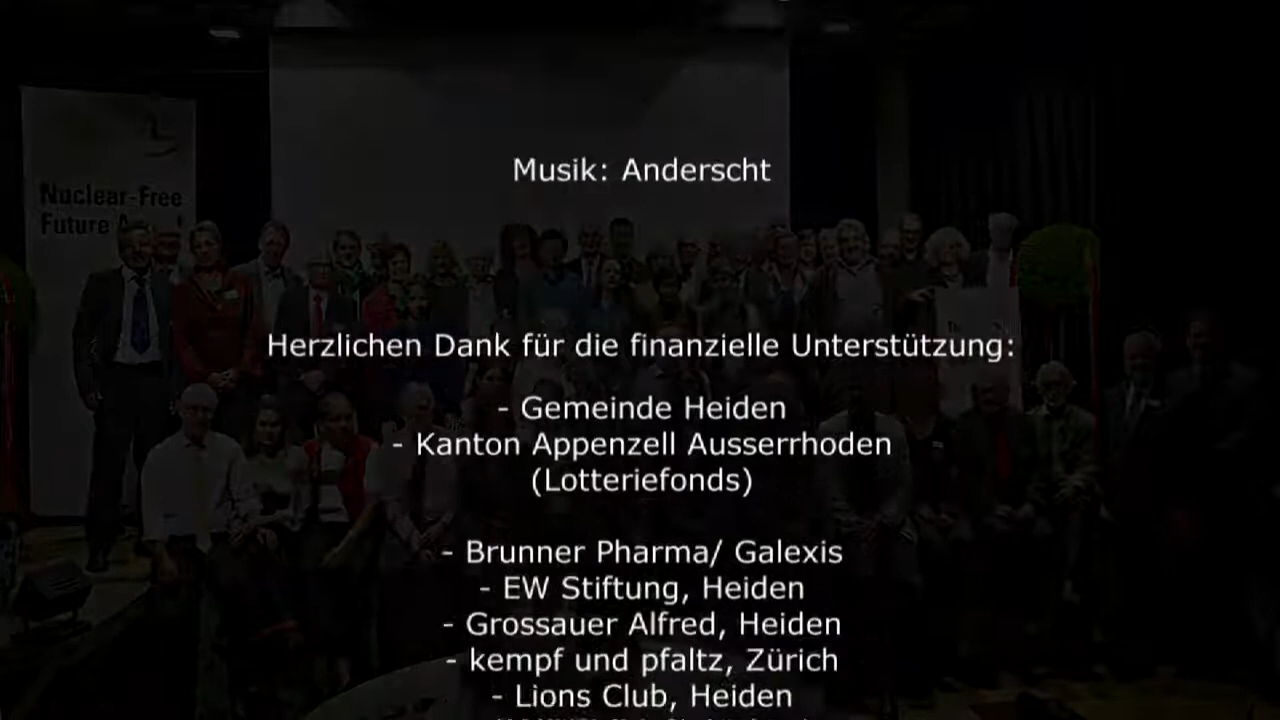 Musik: Anderscht
Nuclear-Free
Future
Herzlichen Dank für die finanzielle Unterstützung:
- Gemeinde Heiden
- Kanton Appenzell Ausserrhoden
(Lotteriefonds)
- Brunner Pharma/ Galexis
- EW Stiftung, Heiden
- Grossauer Alfred, Heiden
- kempf und pfaltz, Zürich
- Lions Club, Heiden